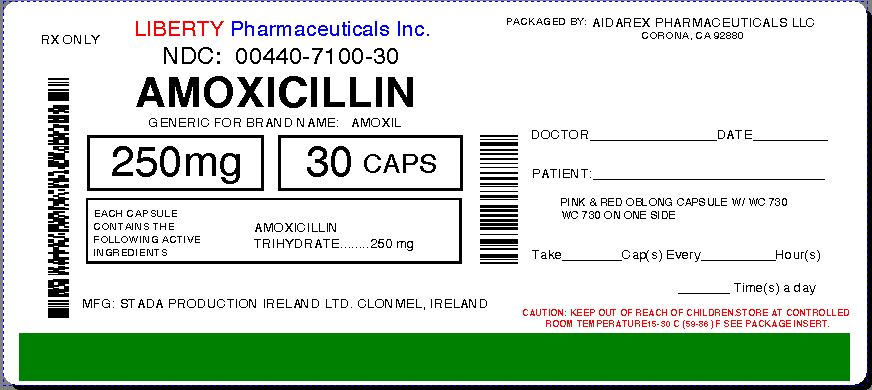 RX ONLY
LIBERTY Pharmaceuticals Inc.
NDC: 00440-7100-30
AMOXICILLIN
GENERIC FOR BRAND NAME: AMOXIL
250mg
30 CAPS
EACH CAPSULE
CONTAINS THE
FOLLOWING ACTIVE
INGREDIENTS
AMOXICILLIN
TRIHYDRATE........250 mg
MFG: STADA PRODUCTION IRELAND LTD. CLONMEL, IRELAND
PACKAGED BY: AIDAREX PHARMACEUTICALS LLC
CORONA, CA 92880
DOCTOR_________________DATE__________
PATIENT:_______________________________
PINK & RED OBLONG CAPSULE W/ WC 730
WC 730 ON ONE SIDE
Take________Cap(s) Every__________Hour(s)
_______ Time(s) a day
CAUTION: KEEP OUT OF REACH OF CHILDREN.STORE AT CONTROLLED
ROOM TEMPERATURE15-30 C (59-86 )F SEE PACKAGE INSERT.